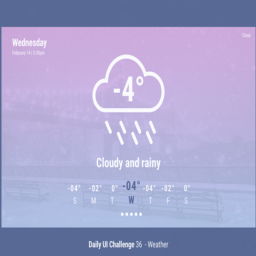 Wednesday
February 14 | 5:30pm
Close
-4°
Cloudy and rainy
-04° -02° 0° -04° -04° -02° 0°
S M T W T F S
Daily UI Challenge 36 - Weather